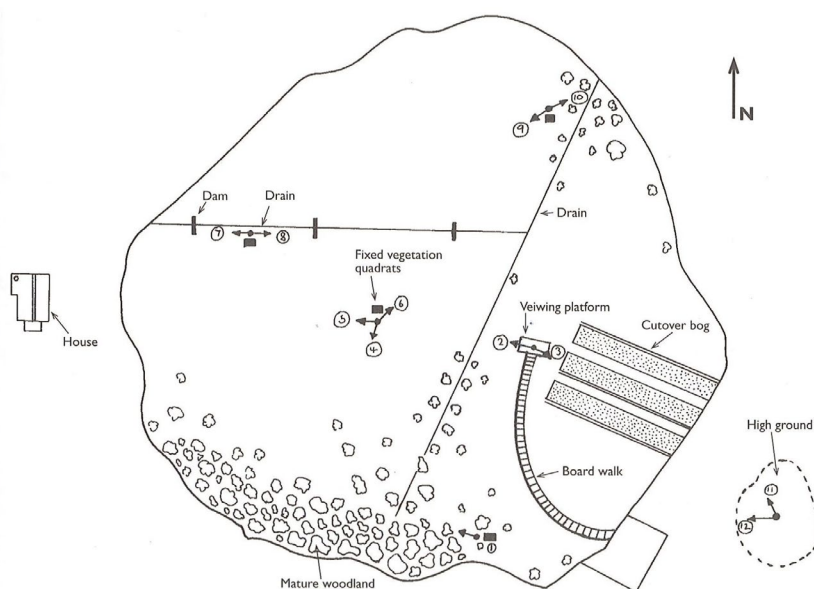 10
N
9
Dam
Drain
Drain
7
8
Fixed vegetation
quadrats
6
5
4
House
Veiwing platform
2
3
Cutover bog
High ground
11
12
Board walk
1
Mature woodland